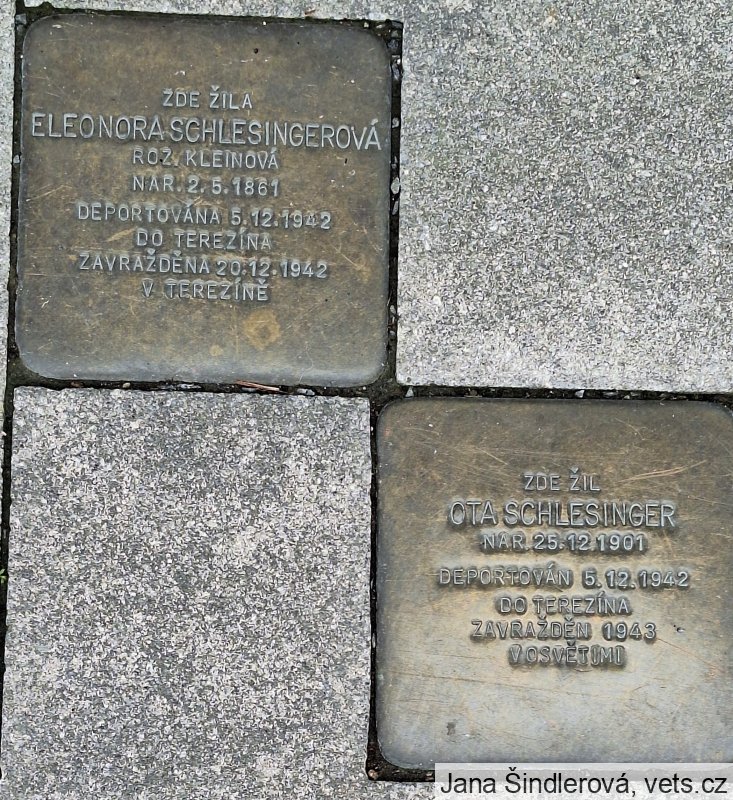 ZDE ŽILA
ELEONORA SCHLESINGEROVÁ
ROZ. KLEINOVÁ
NAR. 2.5.1861
DEPORTOVÁNA 5.12.1942
DO TEREZÍNA
ZAVRAŽDĚNA 20.12.1942
V TEREZÍNĚ
ZDE ŽIL
OTA SCHLESINGER
NAR. 25.12.1901
DEPORTOVÁN 5.12.1942
DO TEREZÍNA
ZAVRAŽDĚN 1943
V OSVĚTIMI
Jana Šindlerová, vets.cz